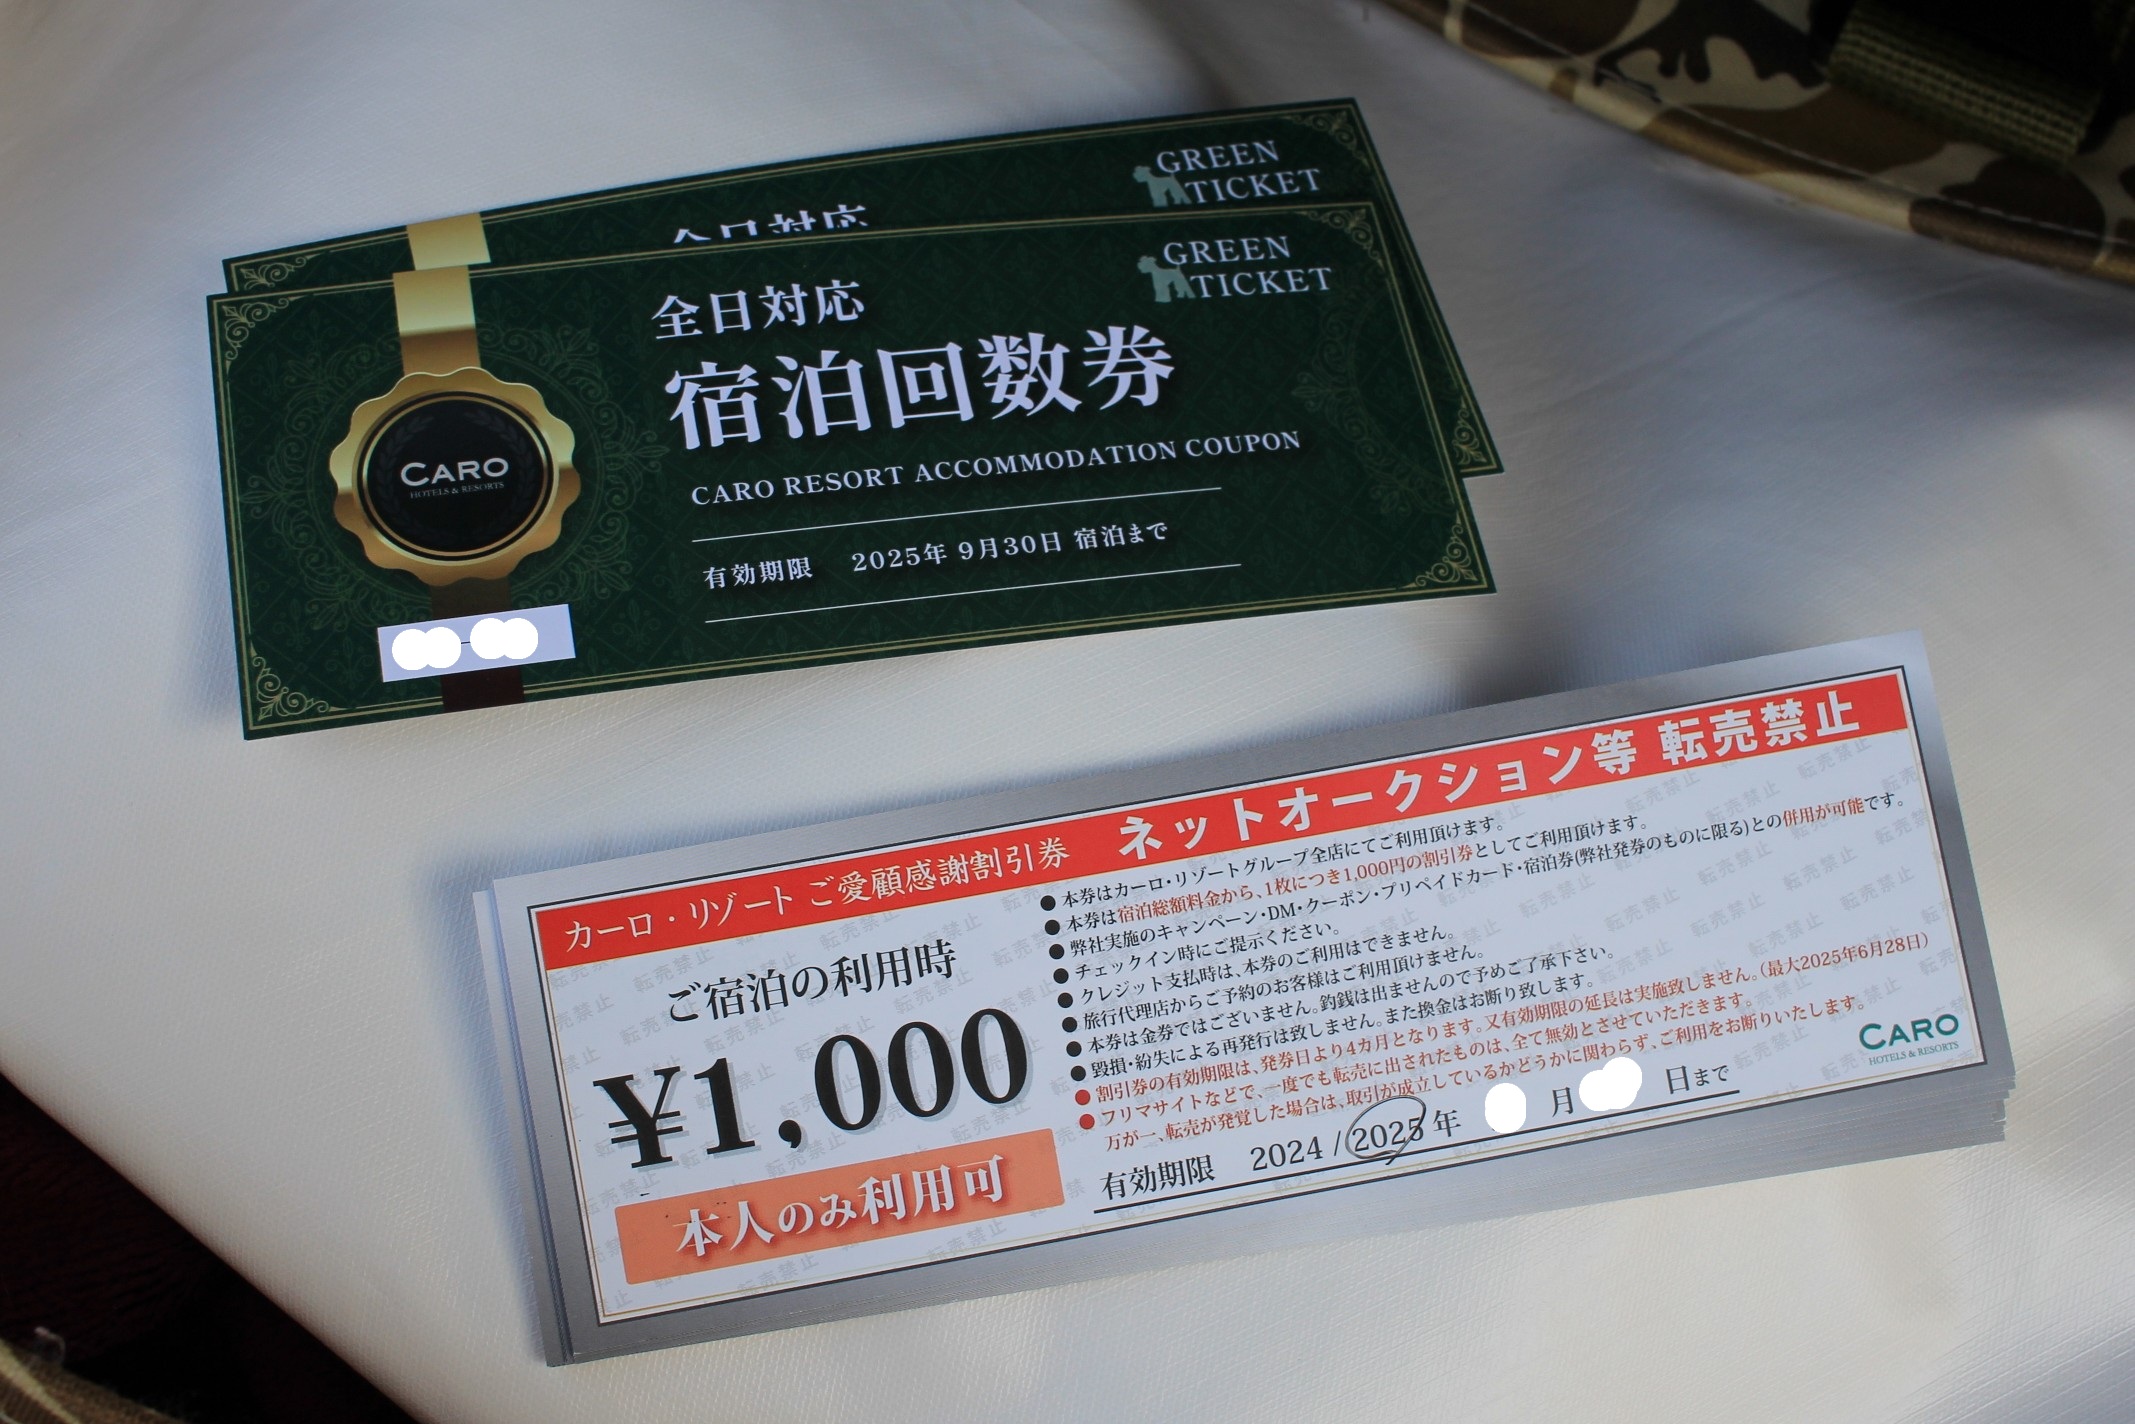 GREEN
TICKET
全日対応
GREEN
TICKET
全日対応
宿泊回数券
CARO RESORT ACCOMMODATION COUPON
有効期限 2025年 9月30日 宿泊まで
CARO
HOTELS & RESORTS
カーロ・リゾート ご愛顧感謝割引券 ネットオークション等 転売禁止
ご宿泊の利用時
¥1,000
本人のみ利用可
●本券はカーロ・リゾートグループ全店にてご利用頂けます。
●本券は宿泊総額料金から、1枚につき1,000円の割引券としてご利用頂けます。
●弊社実施のキャンペーン・DM・クーポン・プリペイドカード・宿泊券(弊社発券のものに限る)との併用が可能です。
●チェックイン時にご提示ください。
●クレジット支払時は、本券のご利用はできません。
●旅行代理店からご予約のお客様はご利用頂けません。
●本券は金券ではございません。釣銭は出ませんので予めご了承下さい。
●毀損・紛失による再発行は致しません。また換金はお断り致します。
●割引券の有効期限は、発券日より4カ月となります。又有効期限の延長は実施致しません。(最大2025年6月28日)
●フリマサイトなどで、一度でも転売に出されたものは、全て無効とさせていただきます。
万が一、転売が発覚した場合は、取引が成立しているかどうかに関わらず、ご利用をお断りいたします。
有効期限 2024 / 2025 年 月 日まで
CARO
HOTELS & RESORTS